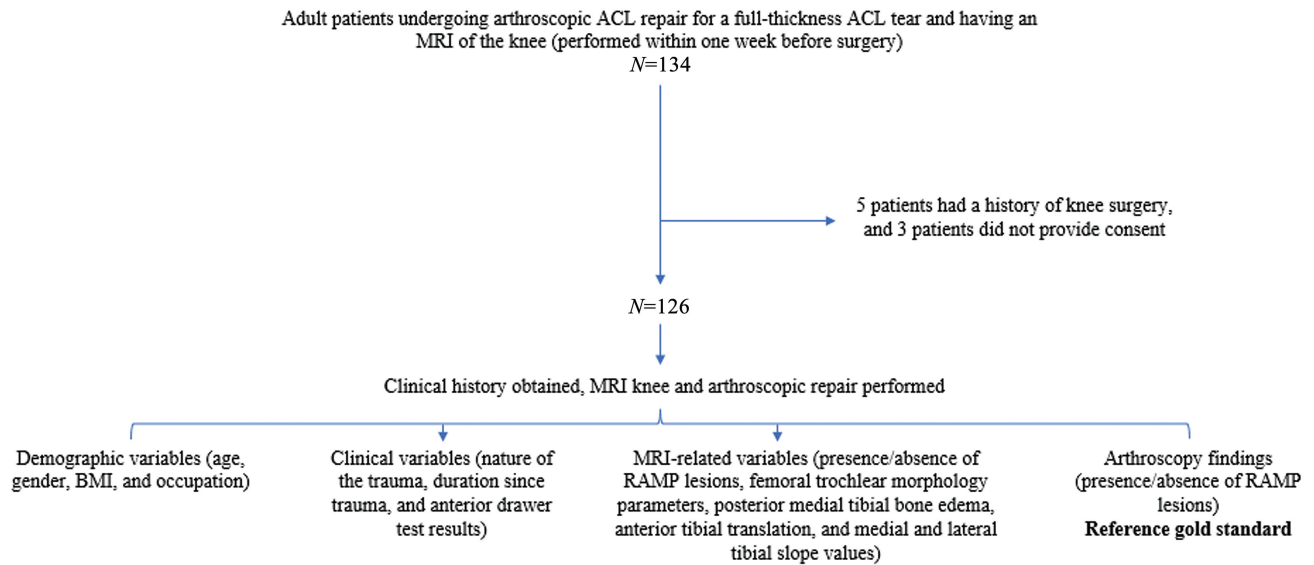 Adult patients undergoing arthroscopic ACL repair for a full-thickness ACL tear and having an
MRI of the knee (performed within one week before surgery)
N=134
5 patients had a history of knee surgery,
and 3 patients did not provide consent
N=126
Clinical history obtained, MRI knee and arthroscopic repair performed
Demographic variables (age,
gender, BMI, and occupation)
Clinical variables (nature of
the trauma, duration since
trauma, and anterior drawer
test results)
MRI-related variables (presence/absence of
RAMP lesions, femoral trochlear morphology
parameters, posterior medial tibial bone edema,
anterior tibial translation, and medial and lateral
tibial slope values)
Arthroscopy findings
(presence/absence of RAMP
lesions)
Reference gold standard